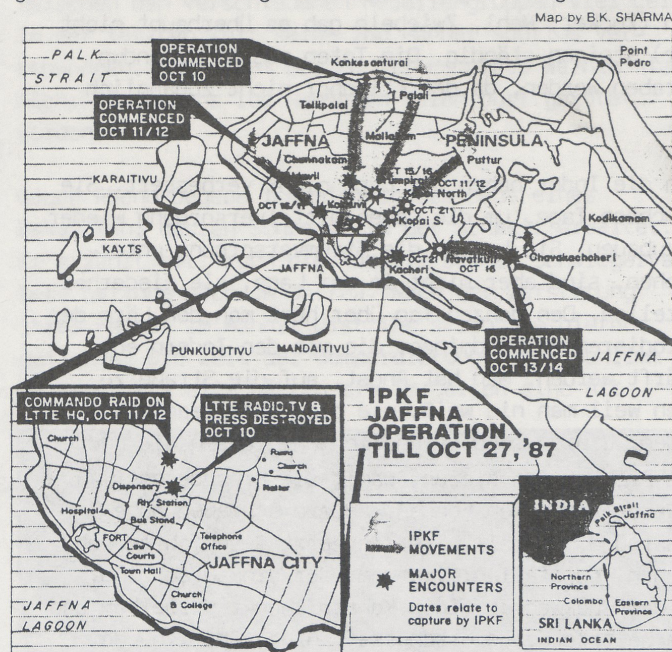 Map by B.K. SHARMA
PALK
STRAIT
OPERATION
COMMENCED
OCT 10
Kankesanturai
Point
Pedro
Tellipalai
Palali
OPERATION
COMMENCED
OCT 11/12
JAFFNA
Mallakam
PENINSULA
Chunnakam
Puttur
KARAITIVU
OCT 15/16
OCT 11/12
Kopai North
OCT 21
Kopai S.
Kodikamam
KAYTS
JAFFNA
OCT 21
Kacheri
Navatkuli
OCT 16
Chavakachcheri
PUNKUDUTIVU
MANDAITIVU
OPERATION
COMMENCED
OCT 13/14
JAFFNA
LAGOON
COMMANDO RAID ON
LTTE HQ, OCT 11/12
LTTE RADIO, TV &
PRESS DESTROYED
OCT 10
IPKF
JAFFNA
OPERATION
TILL OCT 27, '87
Church
Ruins
Church
Dispensary
Rly Station
Hospital
Bus Stand
FORT
Law
Courts
Telephone
Office
Town Hall
JAFFNA CITY
Church
& College
JAFFNA
LAGOON
IPKF
MOVEMENTS
MAJOR
ENCOUNTERS
Dates relate to
capture by IPKF
INDIA
Palk Strait
Jaffna
Northern
Province
Colombo
Eastern
Province
SRI LANKA
INDIAN OCEAN